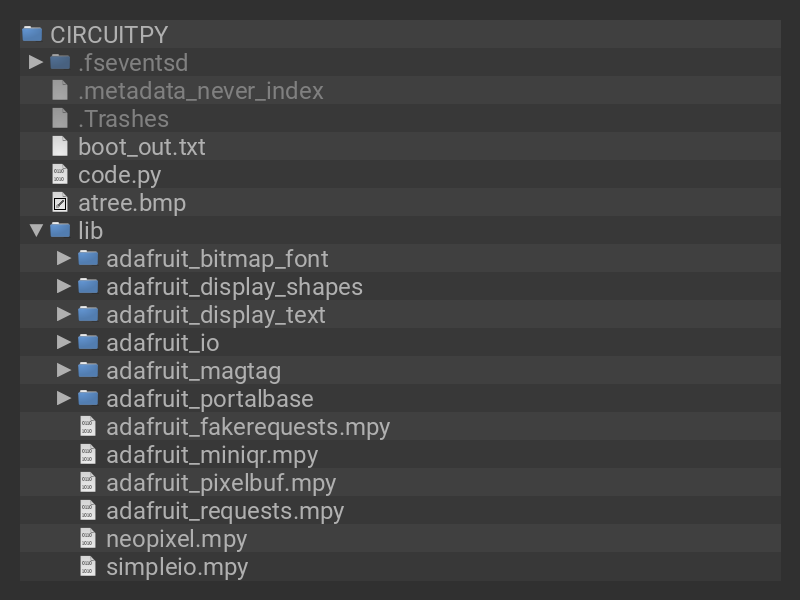 CIRCUITPY
.fseventsd
.metadata_never_index
.Trashes
boot_out.txt
code.py
atree.bmp
lib
adafruit_bitmap_font
adafruit_display_shapes
adafruit_display_text
adafruit_io
adafruit_magtag
adafruit_portalbase
adafruit_fakerequests.mpy
adafruit_miniqr.mpy
adafruit_pixelbuf.mpy
adafruit_requests.mpy
neopixel.mpy
simpleio.mpy